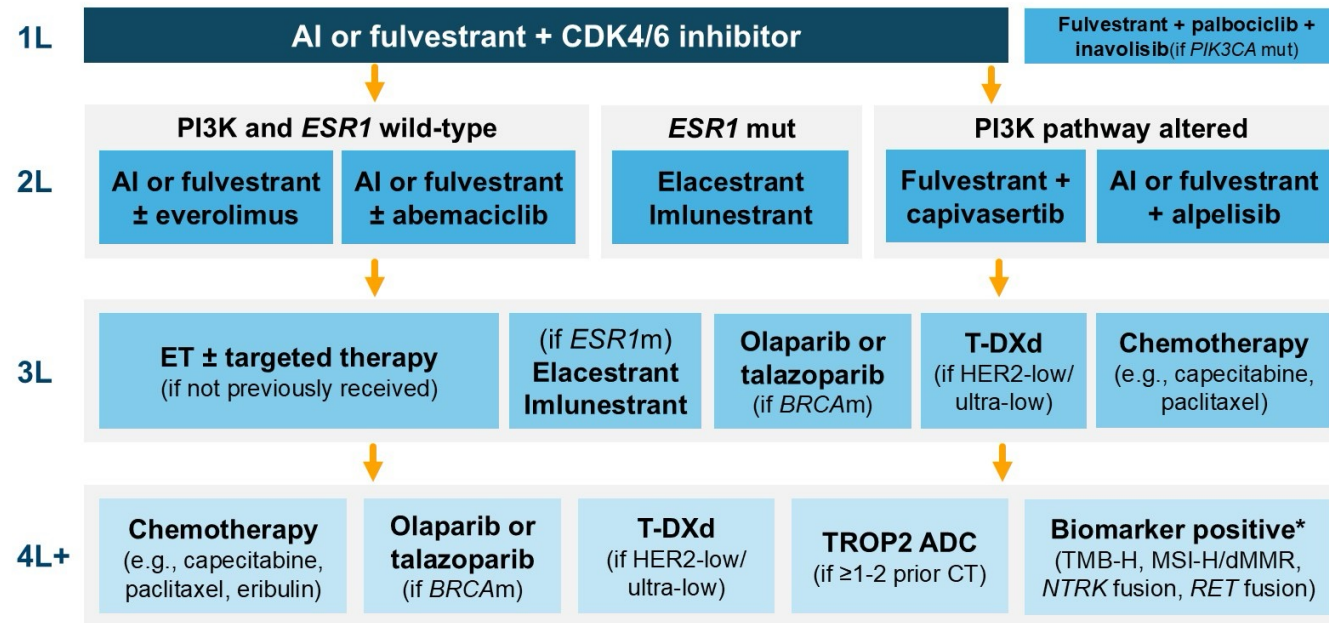 1L
AI or fulvestrant + CDK4/6 inhibitor
Fulvestrant + palbociclib +
inavolisib(if PIK3CA mut)
PI3K and ESR1 wild-type
ESR1 mut
PI3K pathway altered
2L
AI or fulvestrant
± everolimus
AI or fulvestrant
± abemaciclib
Elacestrant
Imlunestrant
Fulvestrant +
capivasertib
AI or fulvestrant
+ alpelisib
3L
ET ± targeted therapy
(if not previously received)
(if ESR1m)
Elacestrant
Imlunestrant
Olaparib or
talazoparib
(if BRCAm)
T-DXd
(if HER2-low/
ultra-low)
Chemotherapy
(e.g., capecitabine,
paclitaxel)
4L+
Chemotherapy
(e.g., capecitabine,
paclitaxel, eribulin)
Olaparib or
talazoparib
(if BRCAm)
T-DXd
(if HER2-low/
ultra-low)
TROP2 ADC
(if ≥1-2 prior CT)
Biomarker positive*
(TMB-H, MSI-H/dMMR,
NTRK fusion, RET fusion)